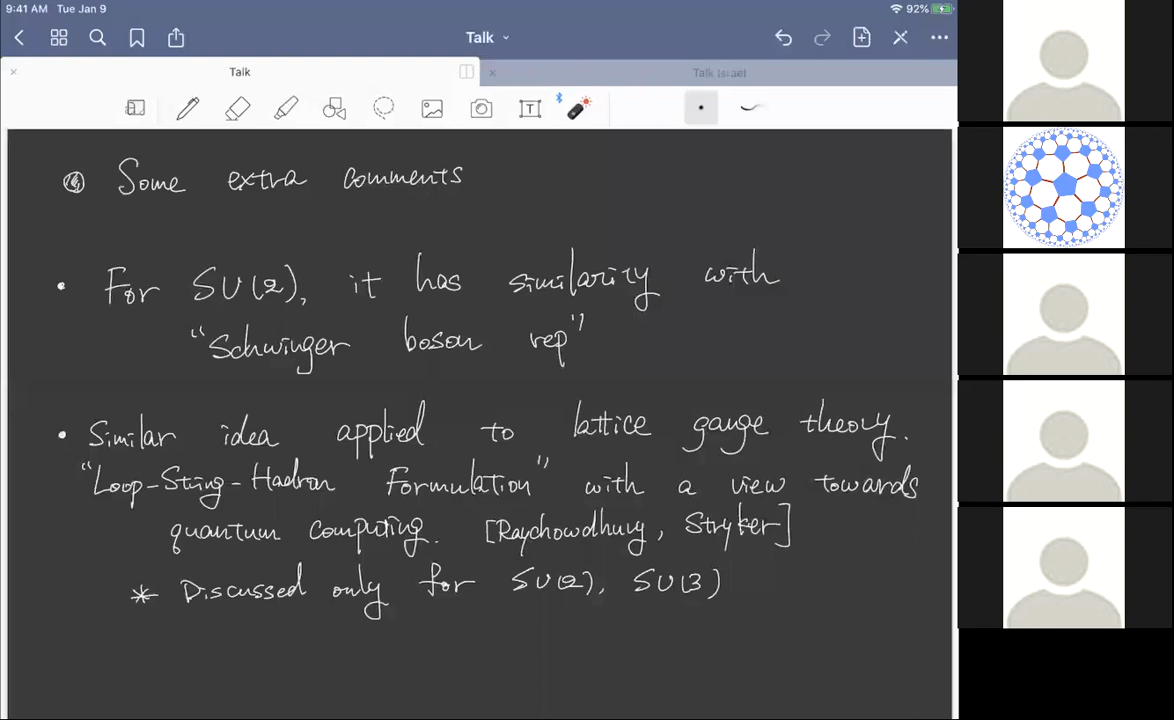 9:41 AM Tue Jan 9
92%
Talk
Talk
Talk Israel
T
Some extra comments
• For SU(2), it has similarity with
"Schwinger boson rep"
• Similar idea applied to lattice gauge theory.
"Loop-String-Hadron Formulation" with a view towards
quantum computing. [Raychowdhury, Stryker]
* Discussed only for SU(2), SU(3)